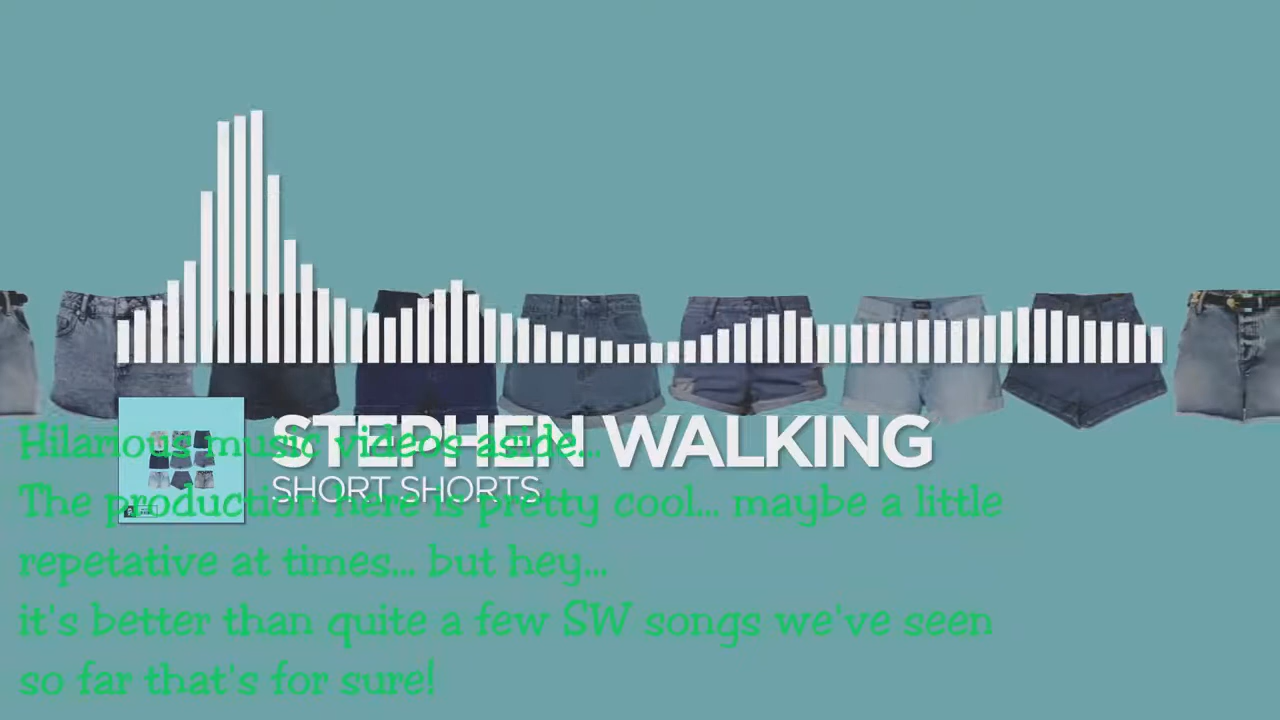 STEPHEN WALKING
SHORT SHORTS
Hilarious music videos aside...
The production here is pretty cool... maybe a little
repetative at times... but hey...
it's better than quite a few SW songs we've seen
so far that's for sure!